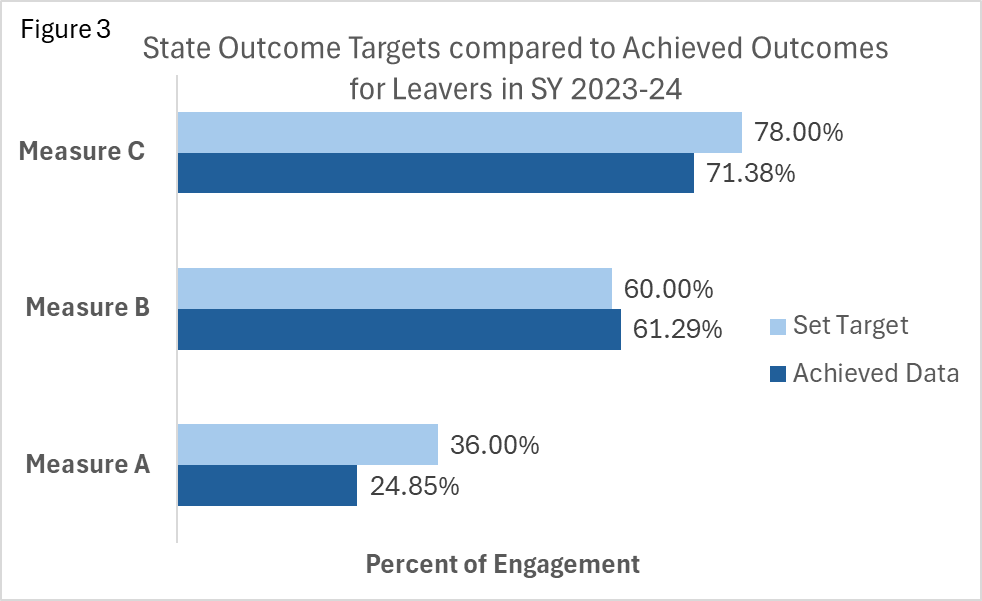 Figure 3
State Outcome Targets compared to Achieved Outcomes
for Leavers in SY 2023-24
Measure C
78.00%
71.38%
Measure B
60.00%
61.29%
Set Target
Achieved Data
Measure A
36.00%
24.85%
Percent of Engagement